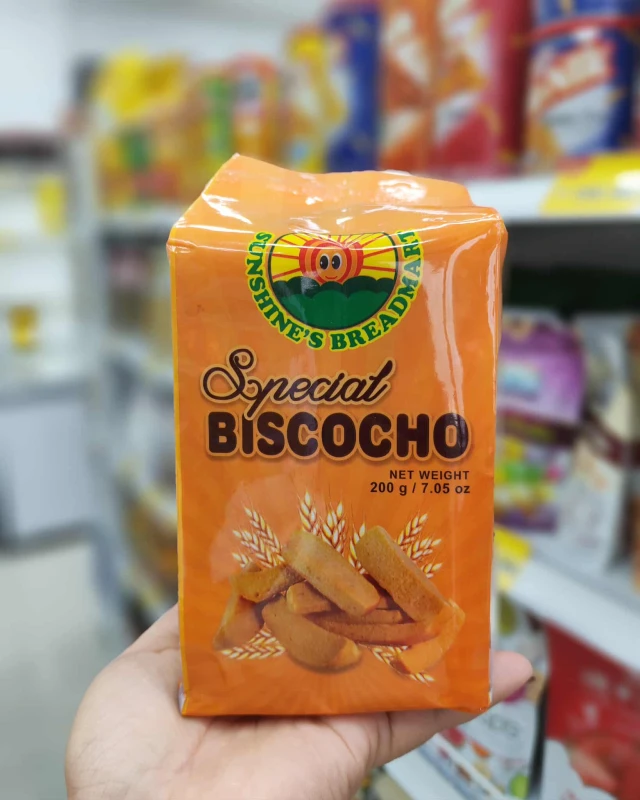 SUNSHINE'S BREADMART
Special
BISCOCHO
NET WEIGHT
200 g / 7.05 oz